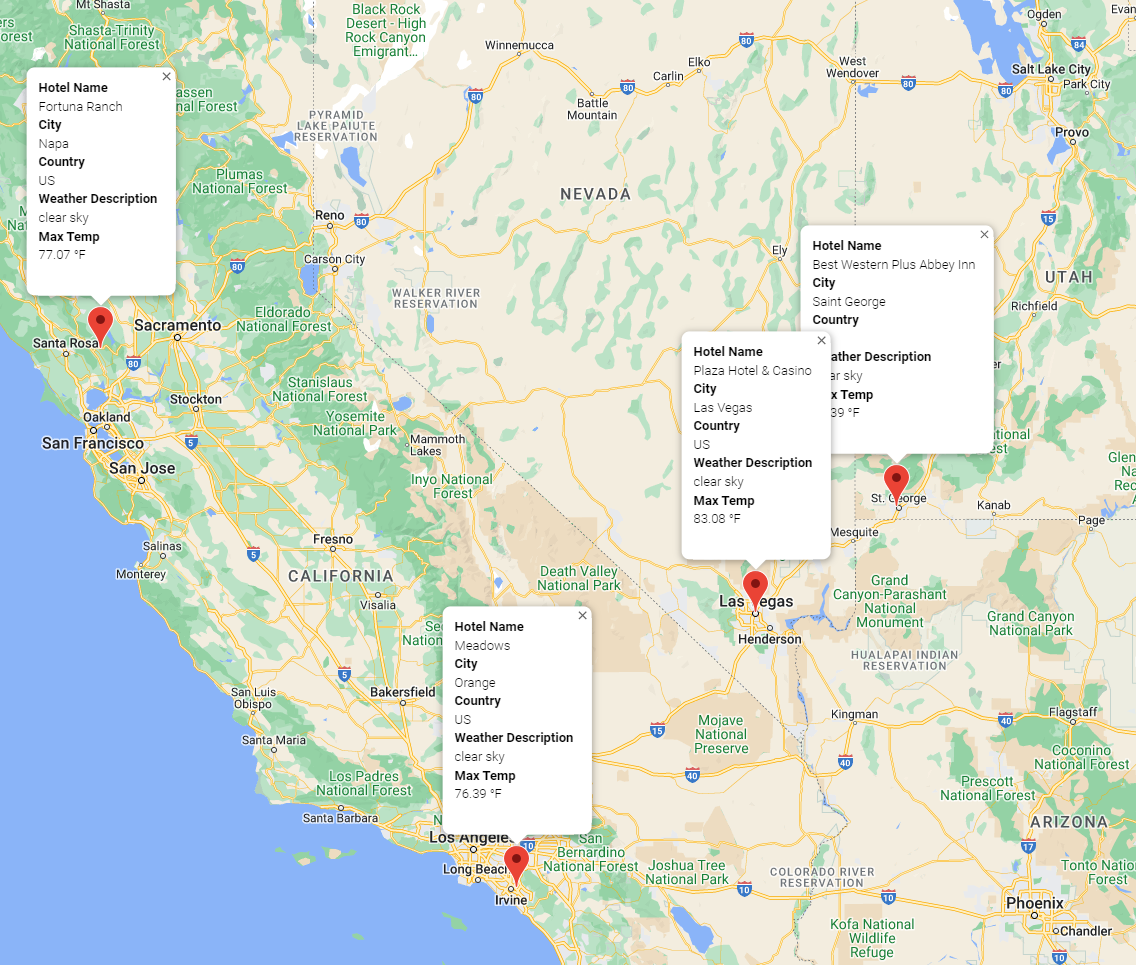 Mt Shasta
Shasta-Trinity
National Forest
Black Rock
Desert - High
Rock Canyon
Emigrant...
Winnemucca
80
Elko
Carlin
West
Wendover
Ogden
84
Salt Lake City
Park City
80
80
80
80
Battle
Mountain
Provo
PYRAMID
LAKE PAIUTE
RESERVATION
Plumas
National Forest
NEVADA
Reno
80
15
Hotel Name
Fortuna Ranch
City
Napa
Country
US
Weather Description
clear sky
Max Temp
77.07 °F
Carson City
80
Ely
UTAH
Richfield
WALKER RIVER
RESERVATION
Eldorado
National Forest
Sacramento
Santa Rosa
80
Hotel Name
Best Western Plus Abbey Inn
City
Saint George
Country
ather Description
ar sky
x Temp
39 °F
Hotel Name
Plaza Hotel & Casino
City
Las Vegas
Country
US
Weather Description
clear sky
Max Temp
83.08 °F
Stanislaus
National Forest
Stockton
Yosemite
National Park
Oakland
San Francisco
5
Mammoth
Lakes
San Jose
Inyo National
Forest
St. George
Kanab
Page
Mesquite
Salinas
Monterey
5
Fresno
CALIFORNIA
Visalia
Death Valley
National Park
Las Vegas
Henderson
Grand
Canyon-Parashant
National
Monument
Grand Canyon
National Park
HUALAPAI INDIAN
RESERVATION
Hotel Name
Meadows
City
Orange
Country
US
Weather Description
clear sky
Max Temp
76.39 °F
5
San Luis
Obispo
Bakersfield
Santa Maria
15
Mojave
National
Preserve
40
Kingman
40
40
Flagstaff
Coconino
National Forest
Prescott
National Forest
Los Padres
National Forest
Santa Barbara
ARIZONA
Los Angeles
10
San
Bernardino
National Forest
Long Beach
Irvine
Joshua Tree
National Park
10
COLORADO RIVER
RESERVATION
10
17
Tonto National
Forest
Phoenix
Chandler
Kofa National
Wildlife
Refuge
10